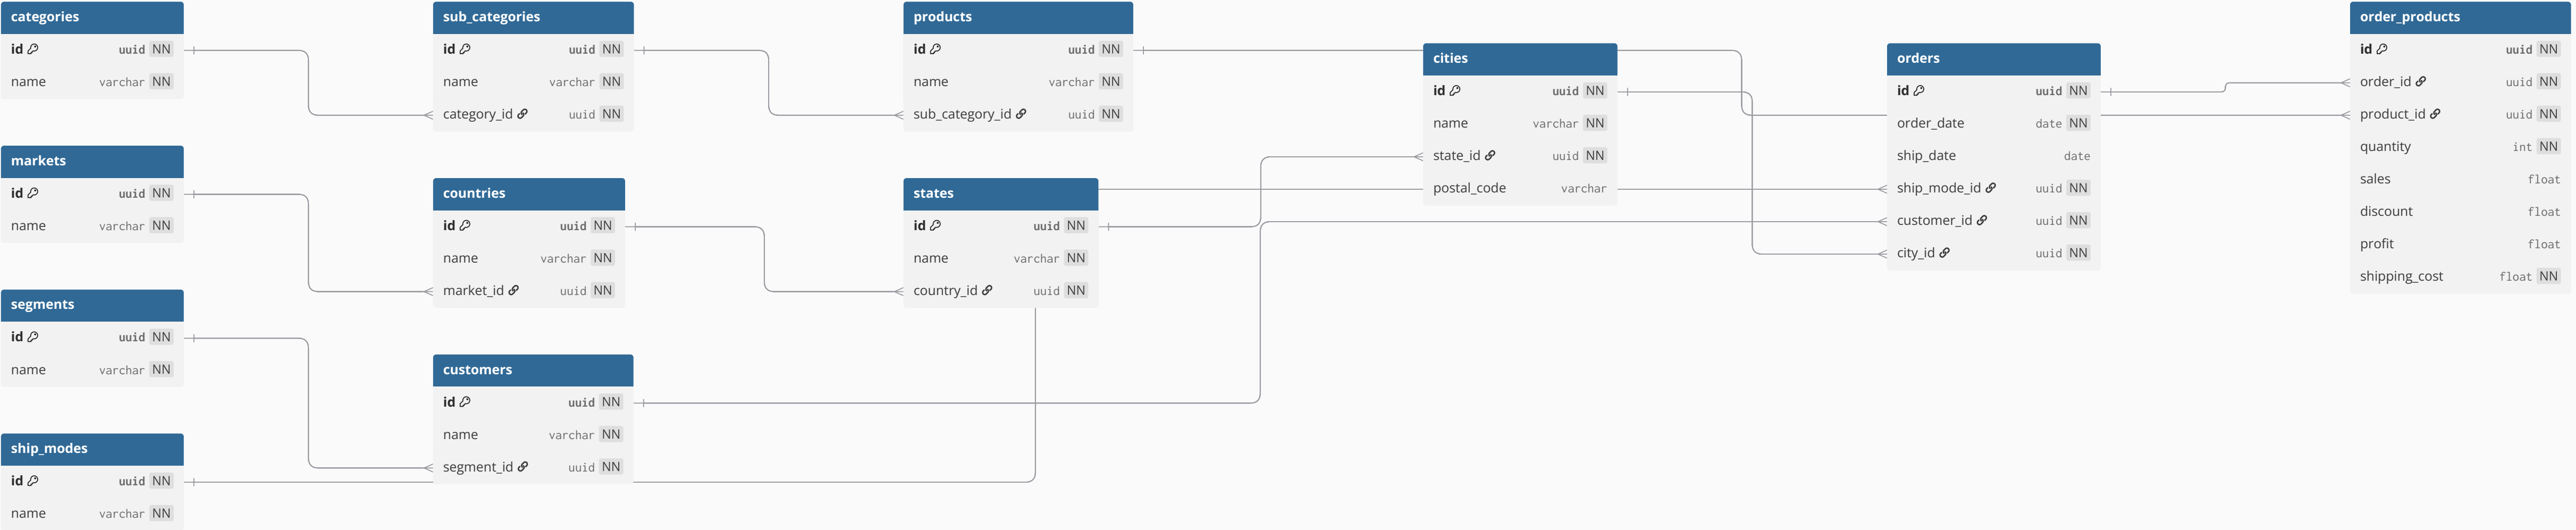 categories
id uuid NN
name varchar NN
sub_categories
id uuid NN
name varchar NN
category_id uuid NN
products
id uuid NN
name varchar NN
sub_category_id uuid NN
cities
id uuid NN
name varchar NN
state_id uuid NN
postal_code varchar
orders
id uuid NN
order_date date NN
ship_date date
ship_mode_id uuid NN
customer_id uuid NN
city_id uuid NN
order_products
id uuid NN
order_id uuid NN
product_id uuid NN
quantity int NN
sales float
discount float
profit float
shipping_cost float NN
markets
id uuid NN
name varchar NN
countries
id uuid NN
name varchar NN
market_id uuid NN
states
id uuid NN
name varchar NN
country_id uuid NN
segments
id uuid NN
name varchar NN
customers
id uuid NN
name varchar NN
segment_id uuid NN
ship_modes
id uuid NN
name varchar NN